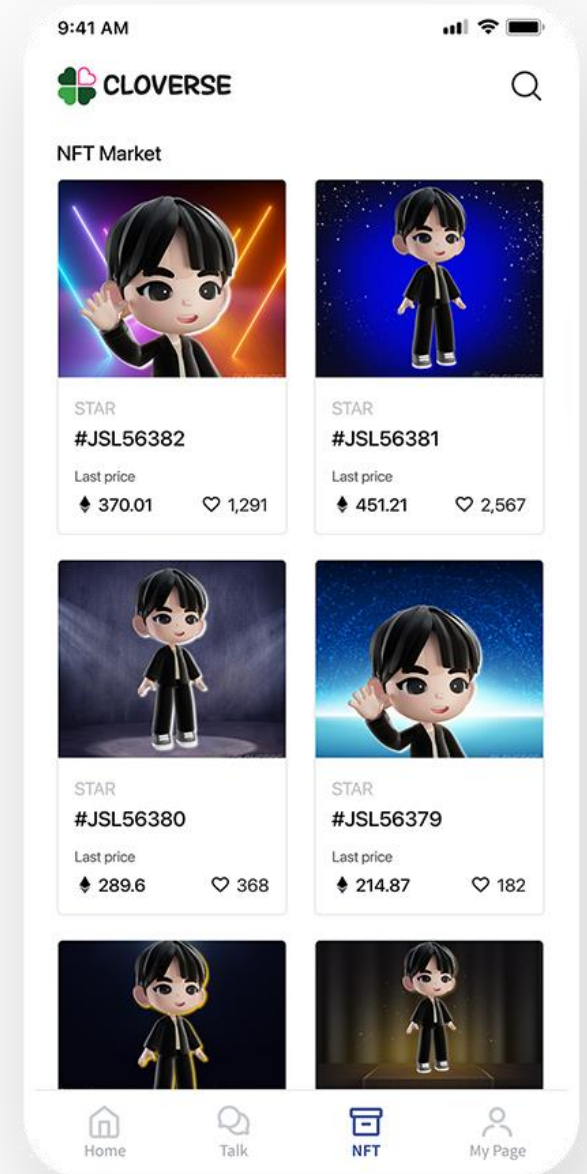 9:41 AM
CLOVERSE
NFT Market
STAR
#JSL56382
Last price
370.01 1,291
STAR
#JSL56381
Last price
451.21 2,567
STAR
#JSL56380
Last price
289.6 368
STAR
#JSL56379
Last price
214.87 182
Home
Talk
NFT
My Page